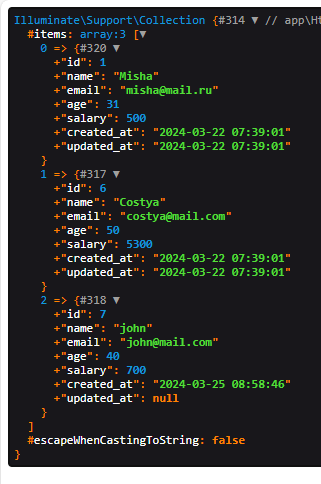 Illuminate\Support\Collection {#314 ▼ // app\Ht
#items: array:3 [▼
0 => {#320 ▼
+"id": 1
+"name": "Misha"
+"email": "misha@mail.ru"
+"age": 31
+"salary": 500
+"created_at": "2024-03-22 07:39:01"
+"updated_at": "2024-03-22 07:39:01"
}
1 => {#317 ▼
+"id": 6
+"name": "Costya"
+"email": "costya@mail.com"
+"age": 50
+"salary": 5300
+"created_at": "2024-03-22 07:39:01"
+"updated_at": "2024-03-22 07:39:01"
}
2 => {#318 ▼
+"id": 7
+"name": "john"
+"email": "john@mail.com"
+"age": 40
+"salary": 700
+"created_at": "2024-03-25 08:58:46"
+"updated_at": null
}
]
#escapeWhenCastingToString: false
}